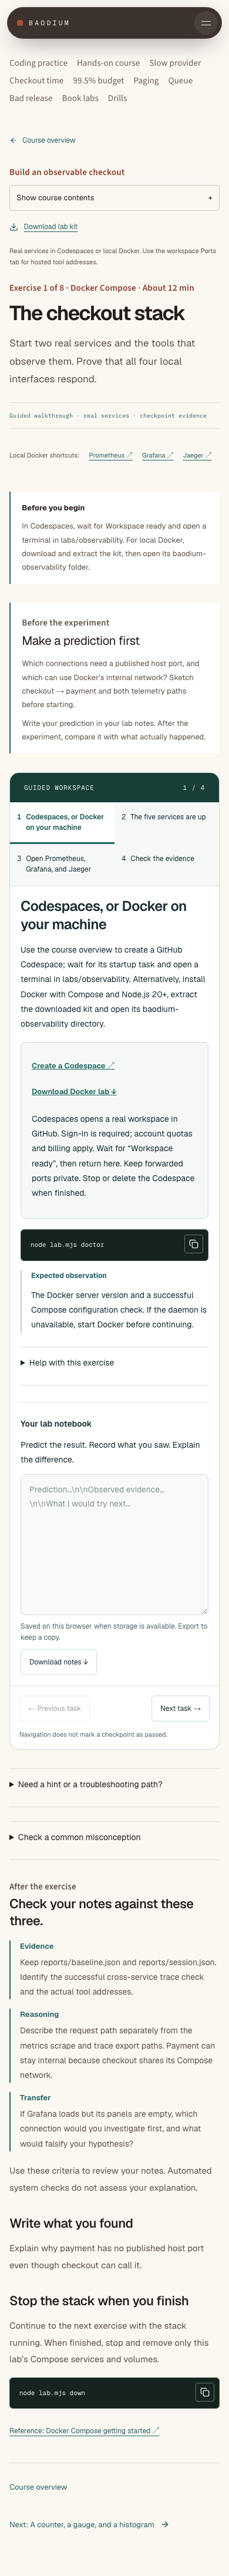 BAODIUM
Coding practice Hands-on course Slow provider
Checkout time 99.5% budget Paging Queue
Bad release Book labs Drills
← Course overview
Build an observable checkout
Show course contents +
Download lab kit
Real services in Codespaces or local Docker. Use the workspace Ports
tab for hosted tool addresses.
Exercise 1 of 8 · Docker Compose · About 12 min
The checkout stack
Start two real services and the tools that
observe them. Prove that all four local
interfaces respond.
Guided walkthrough · real services · checkpoint evidence
Local Docker shortcuts: Prometheus ↗ Grafana ↗ Jaeger ↗
Before you begin
In Codespaces, wait for Workspace ready and open a
terminal in labs/observability. For local Docker,
download and extract the kit, then open its baodium-
observability folder.
Before the experiment
Make a prediction first
Which connections need a published host port, and
which can use Docker's internal network? Sketch
checkout → payment and both telemetry paths
before starting.
Write your prediction in your lab notes. After the
experiment, compare it with what actually happened.
GUIDED WORKSPACE 1 / 4
1 Codespaces, or Docker
on your machine
2 The five services are up
3 Open Prometheus,
Grafana, and Jaeger
4 Check the evidence
Codespaces, or Docker on
your machine
Use the course overview to create a GitHub
Codespace; wait for its startup task and open a
terminal in labs/observability. Alternatively, install
Docker with Compose and Node.js 20+, extract
the downloaded kit and open its baodium-
observability directory.
Create a Codespace ↗
Download Docker lab ↓
Codespaces opens a real workspace in
GitHub. Sign-in is required; account quotas
and billing apply. Wait for "Workspace
ready", then return here. Keep forwarded
ports private. Stop or delete the Codespace
when finished.
node lab.mjs doctor
Expected observation
The Docker server version and a successful
Compose configuration check. If the daemon is
unavailable, start Docker before continuing.
▶ Help with this exercise
Your lab notebook
Predict the result. Record what you saw. Explain
the difference.
Prediction…\n\nObserved evidence…
\n\nWhat I would try next…
Saved on this browser when storage is available. Export to
keep a copy.
Download notes ↓
← Previous task Next task →
Navigation does not mark a checkpoint as passed.
▶ Need a hint or a troubleshooting path?
▶ Check a common misconception
After the exercise
Check your notes against these
three.
Evidence
Keep reports/baseline.json and reports/session.json.
Identify the successful cross-service trace check
and the actual tool addresses.
Reasoning
Describe the request path separately from the
metrics scrape and trace export paths. Payment can
stay internal because checkout shares its Compose
network.
Transfer
If Grafana loads but its panels are empty, which
connection would you investigate first, and what
would falsify your hypothesis?
Use these criteria to review your notes. Automated
system checks do not assess your explanation.
Write what you found
Explain why payment has no published host port
even though checkout can call it.
Stop the stack when you finish
Continue to the next exercise with the stack
running. When finished, stop and remove only this
lab's Compose services and volumes.
node lab.mjs down
Reference: Docker Compose getting started ↗
Course overview
Next: A counter, a gauge, and a histogram →